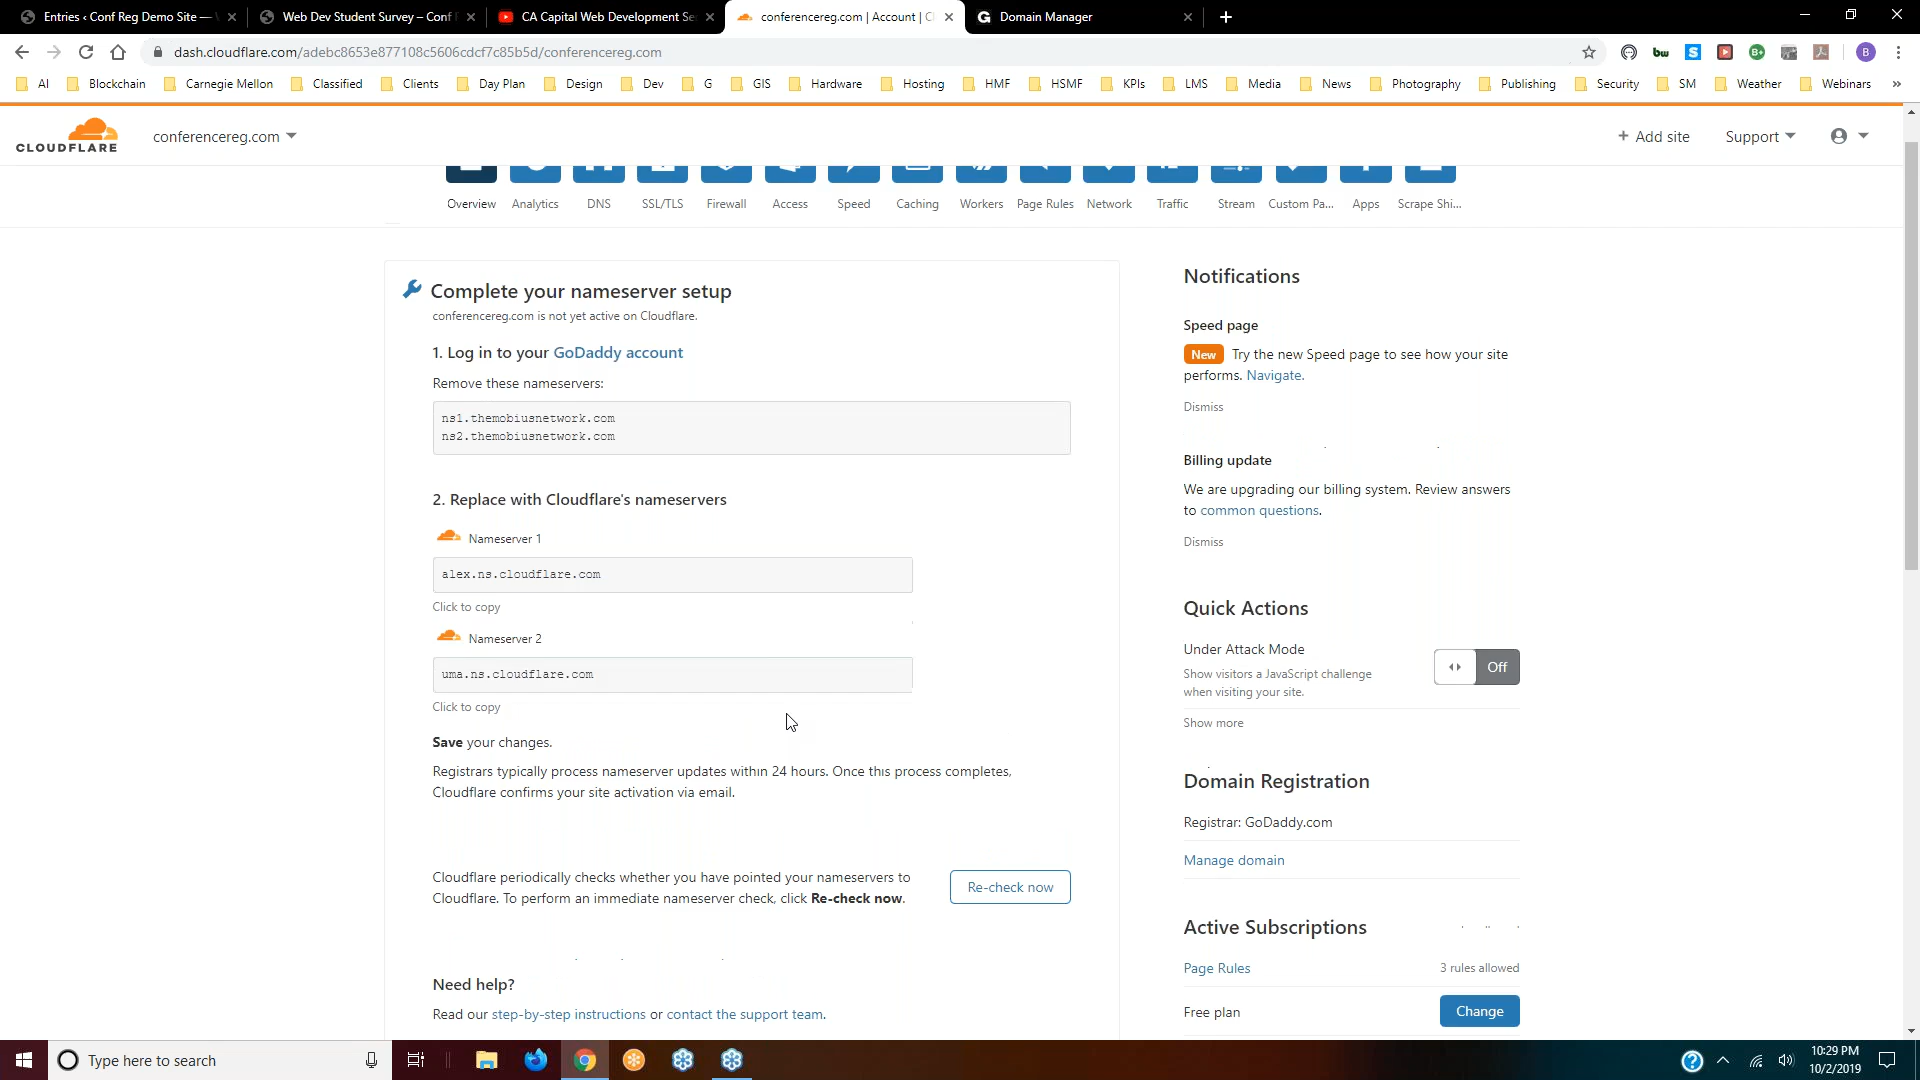 Entries ‹ Conf Reg Demo Site —
Web Dev Student Survey – Conf
CA Capital Web Development Se
conferencereg.com | Account | C
Domain Manager
dash.cloudflare.com/adebc8653e877108c5606cdcf7c85b5d/conferencereg.com
AI
Blockchain
Carnegie Mellon
Classified
Clients
Day Plan
Design
Dev
G
GIS
Hardware
Hosting
HMF
HSMF
KPIs
LMS
Media
News
Photography
Publishing
Security
SM
Weather
Webinars
»
CLOUDFLARE
conferencereg.com
+ Add site
Support
Overview
Analytics
DNS
SSL/TLS
Firewall
Access
Speed
Caching
Workers
Page Rules
Network
Traffic
Stream
Custom Pa...
Apps
Scrape Shi...
Complete your nameserver setup
conferencereg.com is not yet active on Cloudflare.
1. Log in to your GoDaddy account
Remove these nameservers:
ns1.themobiusnetwork.com
ns2.themobiusnetwork.com
2. Replace with Cloudflare's nameservers
Nameserver 1
alex.ns.cloudflare.com
Click to copy
Nameserver 2
uma.ns.cloudflare.com
Click to copy
Save your changes.
Registrars typically process nameserver updates within 24 hours. Once this process completes,
Cloudflare confirms your site activation via email.
Cloudflare periodically checks whether you have pointed your nameservers to
Cloudflare. To perform an immediate nameserver check, click Re-check now.
Re-check now
Need help?
Read our step-by-step instructions or contact the support team.
Notifications
Speed page
New Try the new Speed page to see how your site
performs. Navigate.
Dismiss
Billing update
We are upgrading our billing system. Review answers
to common questions.
Dismiss
Quick Actions
Under Attack Mode
Show visitors a JavaScript challenge
when visiting your site.
Off
Show more
Domain Registration
Registrar: GoDaddy.com
Manage domain
Active Subscriptions
Page Rules
3 rules allowed
Free plan
Change
Type here to search
10:29 PM
10/2/2019